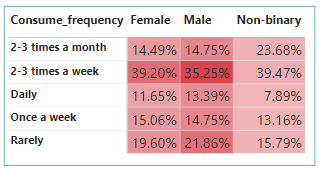 Consume_frequency Female Male Non-binary
2-3 times a month 14.49% 14.75% 23.68%
2-3 times a week 39.20% 35.25% 39.47%
Daily 11.65% 13.39% 7.89%
Once a week 15.06% 14.75% 13.16%
Rarely 19.60% 21.86% 15.79%